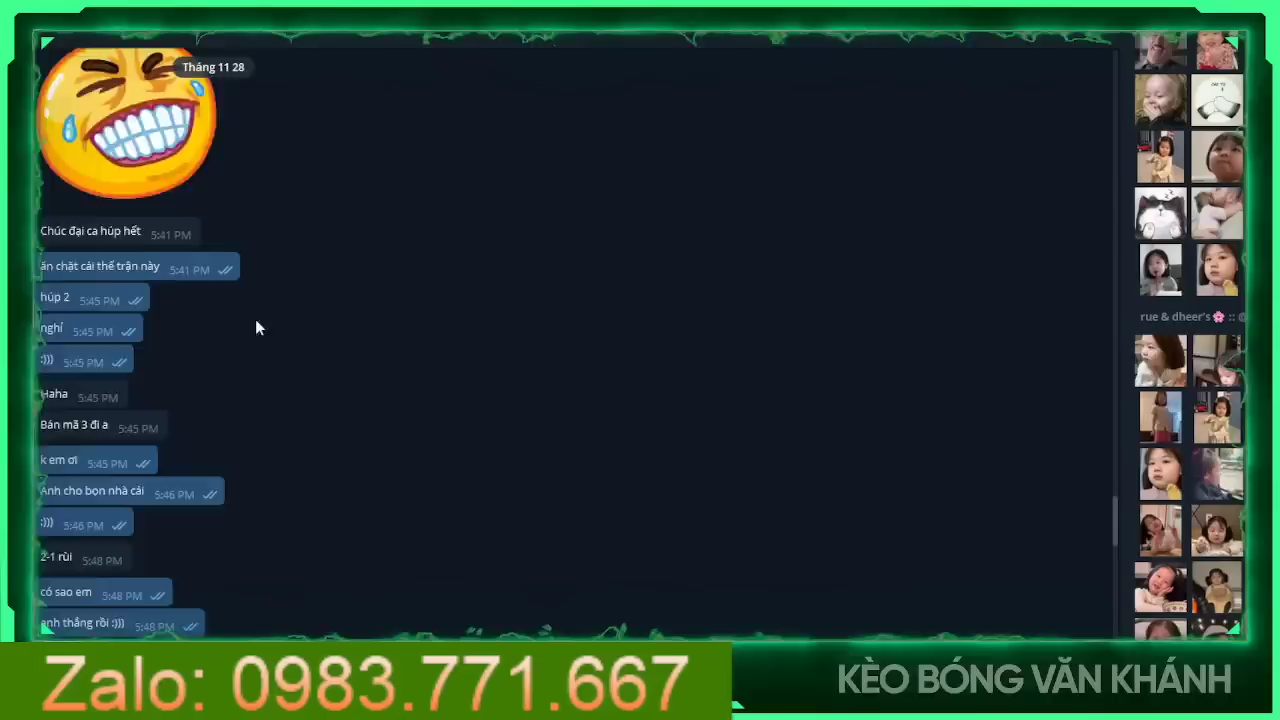 Tháng 11 28
Chúc đại ca húp hết 5:41 PM
ăn chặt cái thế trận này 5:41 PM
húp 2 5:45 PM
nghỉ 5:45 PM
:))) 5:45 PM
Haha 5:45 PM
Bán mã 3 đi a 5:45 PM
k em ơi 5:45 PM
Anh cho bọn nhà cái 5:46 PM
:))) 5:46 PM
2-1 rùi 5:48 PM
có sao em 5:48 PM
anh thắng rồi :))) 5:48 PM
rue & dheer's🌸 :: @
Zalo: 0983.771.667
KÈO BÓNG VĂN KHÁNH